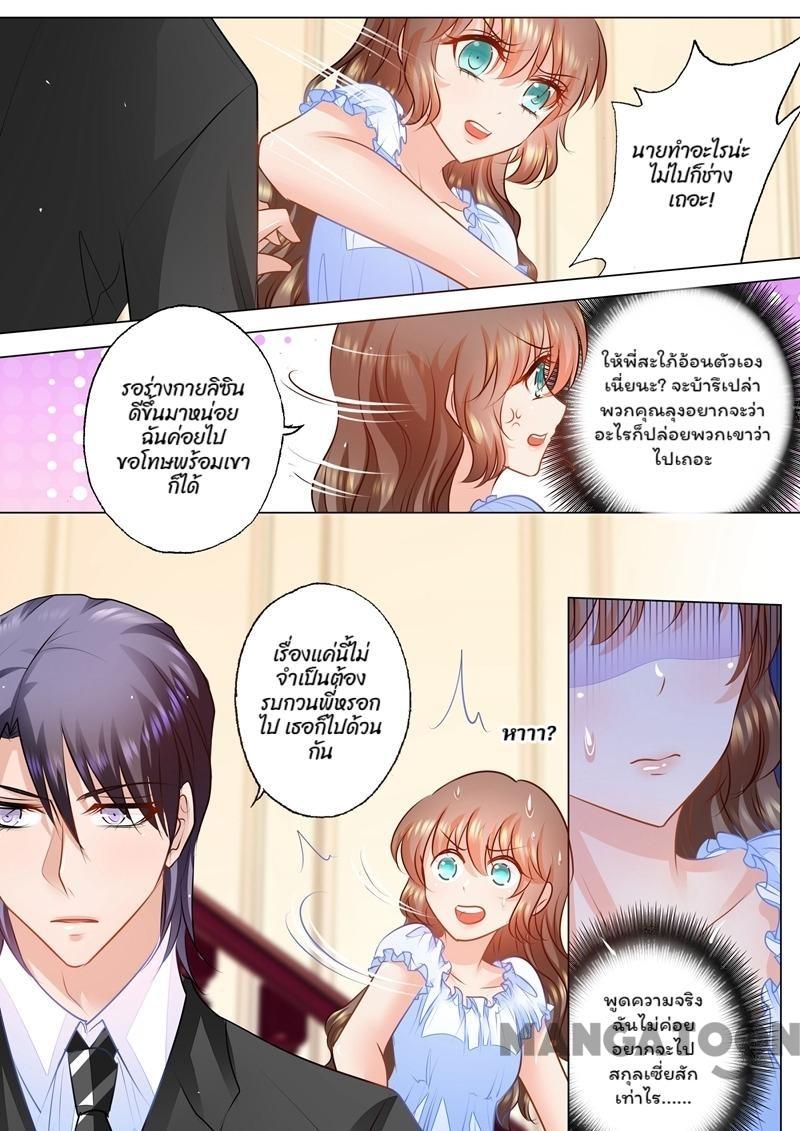 นายทำอะไรน่ะ
ไม่ไปก็ช่าง
เถอะ!
ให้พี่สะใภ้อ้อนตัวเอง
เนี่ยนะ? จะบ้ารึเปล่า
พวกคุณลุงอยากจะว่า
อะไรก็ปล่อยพวกเขาว่า
ไปเถอะ
รอร่างกายลิซิน
ดีขึ้นมาหน่อย
ฉันค่อยไป
ขอโทษพร้อมเขา
ก็ได้
เรื่องแค่นี้ไม่
จำเป็นต้อง
รบกวนพี่หรอก
ไป เธอก็ไปด้วน
กัน
หาาา?
พูดความจริง
ฉันไม่ค่อย
อยากจะไป
สกุลเซี่ยสัก
เท่าไร......
MANGATOON